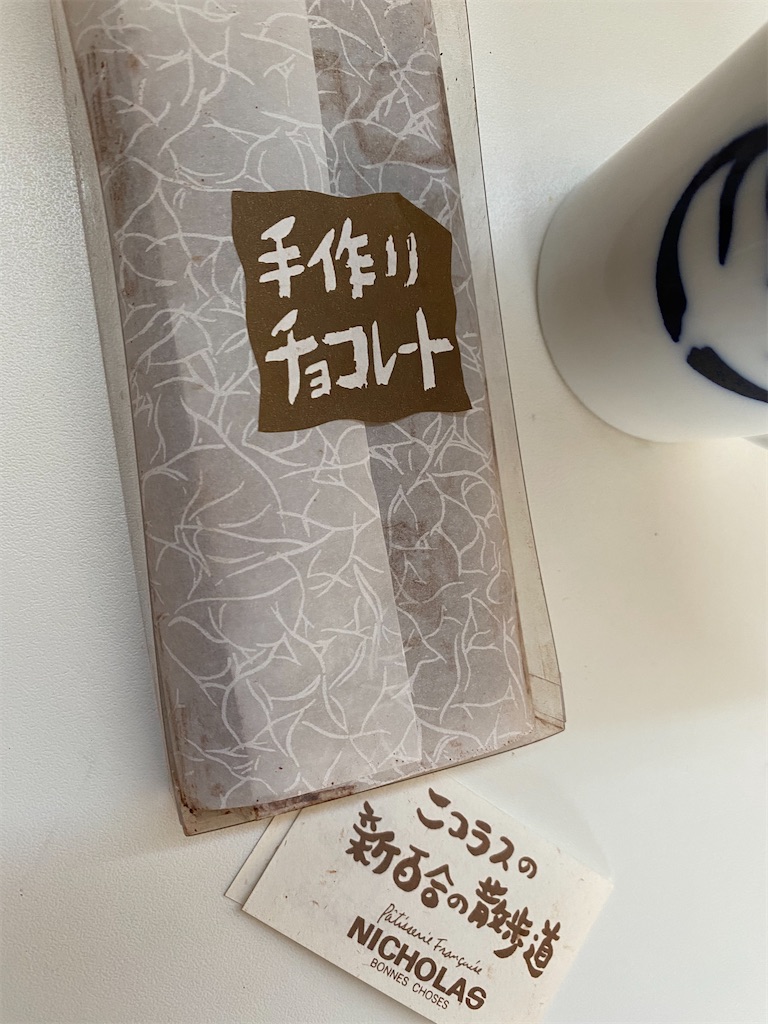 手作り
チョコレート
ニコラスの
新百合の散歩道
Pâtisserie Française
NICHOLAS
BONNES CHOSES